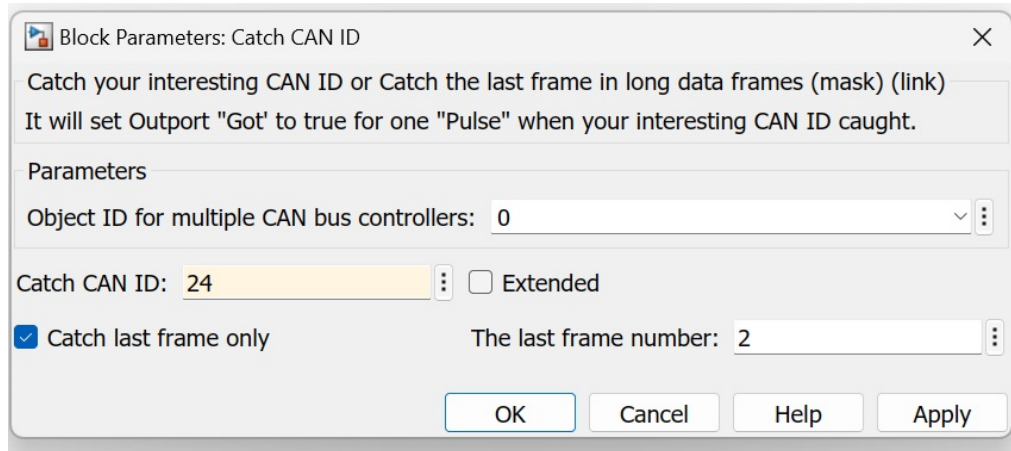 Block Parameters: Catch CAN ID
Catch your interesting CAN ID or Catch the last frame in long data frames (mask) (link)
It will set Outport "Got' to true for one "Pulse" when your interesting CAN ID caught.
Parameters
Object ID for multiple CAN bus controllers: 0
Catch CAN ID: 24 Extended
Catch last frame only The last frame number: 2
OK Cancel Help Apply